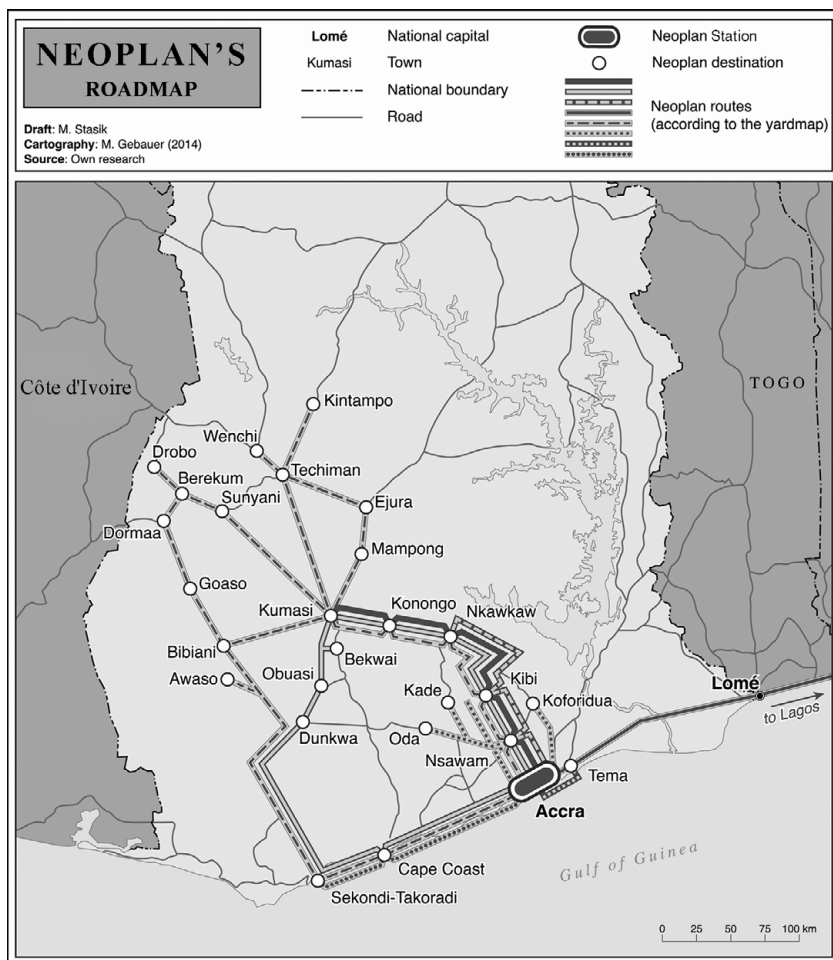 NEOPLAN'S
ROADMAP
Draft: M. Stasik
Cartography: M. Gebauer (2014)
Source: Own research
Lomé National capital
Kumasi Town
National boundary
Road
Neoplan Station
Neoplan destination
Neoplan routes
(according to the yardmap)
Côte d'Ivoire
TOGO
Kintampo
Wenchi
Drobo
Techiman
Berekum
Sunyani
Ejura
Dormaa
Mampong
Goaso
Kumasi
Konongo
Nkawkaw
Bibiani
Bekwai
Awaso
Obuasi
Kade
Kibi
Koforidua
Lomé
to Lagos
Dunkwa
Oda
Nsawam
Tema
Accra
Cape Coast
Sekondi-Takoradi
Gulf of Guinea
0 25 50 75 100 km